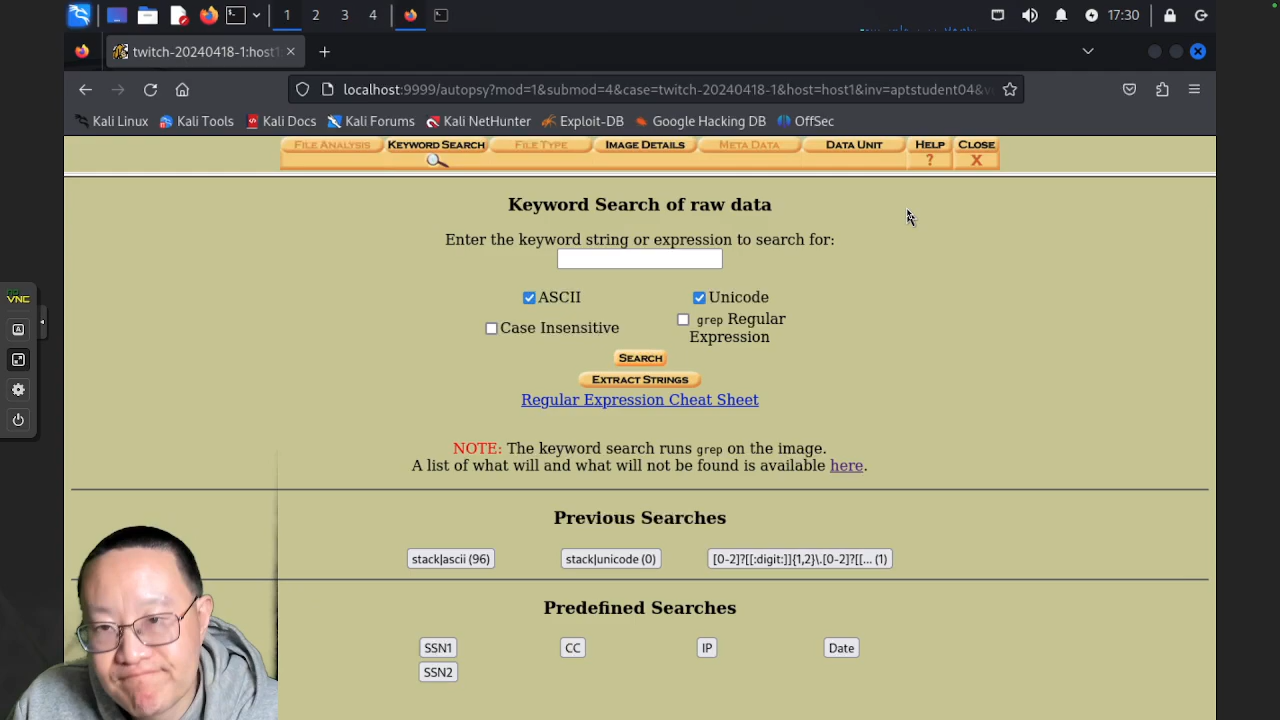 1 2 3 4 17:30
twitch-20240418-1:host1
localhost:9999/autopsy?mod=1&submod=4&case=twitch-20240418-1&host=host1&inv=aptstudent04&
Kali Linux Kali Tools Kali Docs Kali Forums Kali NetHunter Exploit-DB Google Hacking DB OffSec
FILE ANALYSIS KEYWORD SEARCH FILE TYPE IMAGE DETAILS META DATA DATA UNIT HELP CLOSE
? X
Keyword Search of raw data
Enter the keyword string or expression to search for:
ASCII Unicode
Case Insensitive grep Regular
Expression
SEARCH
EXTRACT STRINGS
Regular Expression Cheat Sheet
NOTE: The keyword search runs grep on the image.
A list of what will and what will not be found is available here.
Previous Searches
stack|ascii (96) stack|unicode (0) [0-2]?[[:digit:]]{1,2}\.[0-2]?[[... (1)
Predefined Searches
SSN1 CC IP Date
SSN2
no
VNC
A